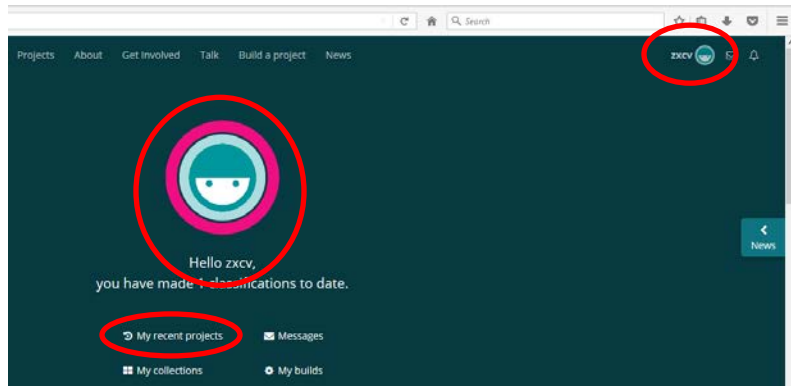 Search
Projects About Get Involved Talk Build a project News zxcv
News
Hello zxcv,
you have made 1 classifications to date.
My recent projects Messages
My collections My builds